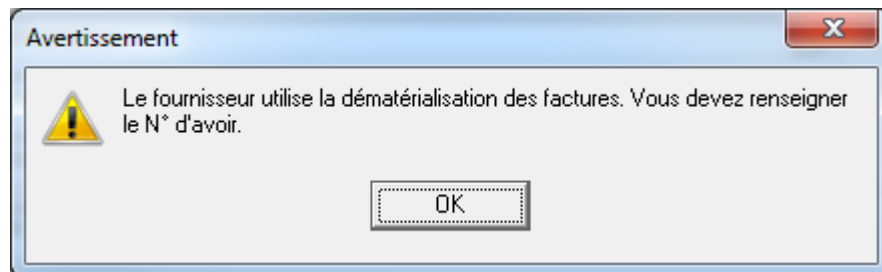 Avertissement
Le fournisseur utilise la dématérialisation des factures. Vous devez renseigner
le N° d'avoir.
OK